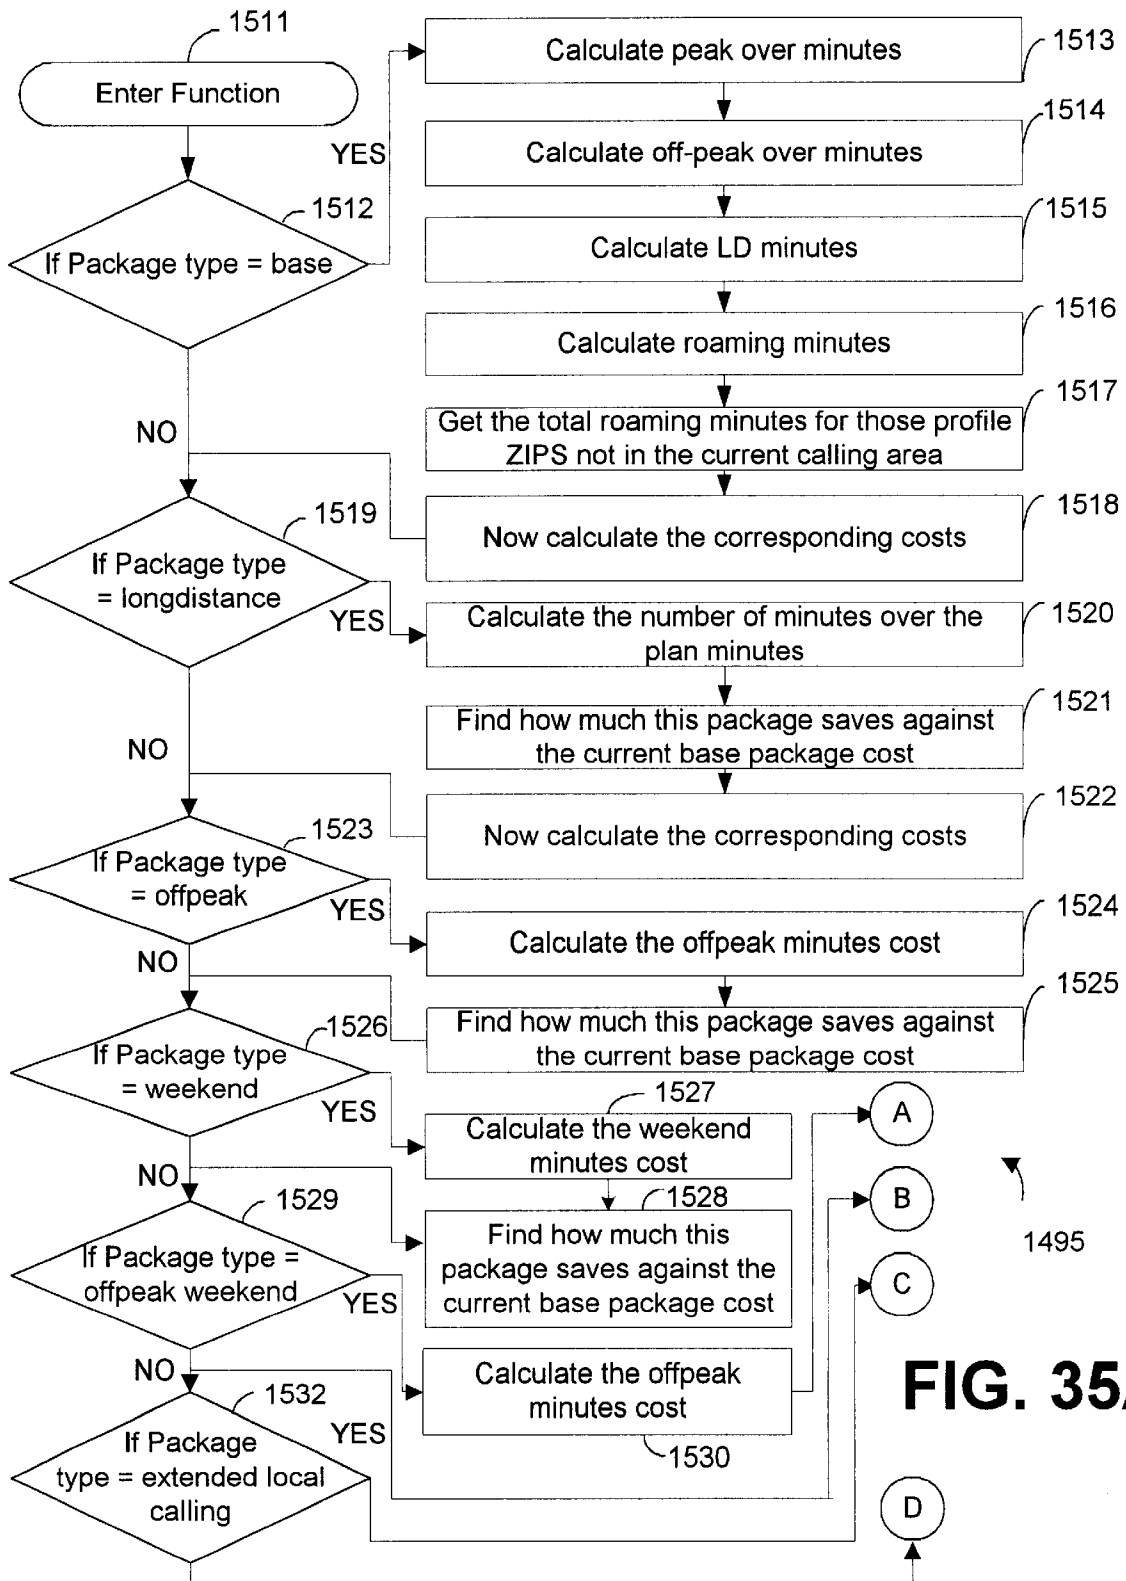 1511
Enter Function
YES
Calculate peak over minutes
1513
Calculate off-peak over minutes
1514
1512
If Package type = base
Calculate LD minutes
1515
Calculate roaming minutes
1516
NO
Get the total roaming minutes for those profile
ZIPS not in the current calling area
1517
1519
If Package type
= longdistance
Now calculate the corresponding costs
1518
YES
Calculate the number of minutes over the
plan minutes
1520
NO
Find how much this package saves against
the current base package cost
1521
1523
If Package type
= offpeak
Now calculate the corresponding costs
1522
YES
Calculate the offpeak minutes cost
1524
NO
1526
If Package type
= weekend
Find how much this package saves against
the current base package cost
1525
YES
1527
Calculate the weekend
minutes cost
A
NO
1529
If Package type =
offpeak weekend
1528
Find how much this
package saves against the
current base package cost
B
1495
C
YES
NO
1532
If Package
type = extended local
calling
YES
Calculate the offpeak
minutes cost
1530
FIG. 35
D